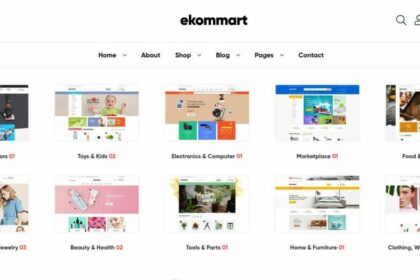 ekommart
Home About Shop Blog Pages Contact
ors 01 Toys & Kids 02 Electronics & Computer 01 Marketplace 01 Food &
ewelry 03 Beauty & Health 02 Tools & Parts 01 Home & Furniture 01 Clothing, W